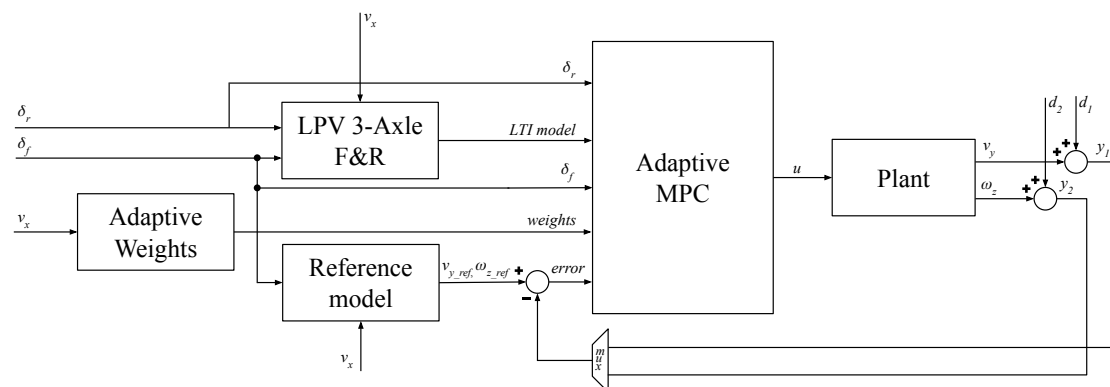 v_x
δ_r
δ_r
δ_f
LPV 3-Axle
F&R
LTI model
δ_f
Adaptive
MPC
u
Plant
v_y
ω_z
d_2
d_1
+
+
y_1
+
+
y_2
v_x
Adaptive
Weights
weights
Reference
model
v_y_ref, ω_z_ref
+
−
error
v_x
mux